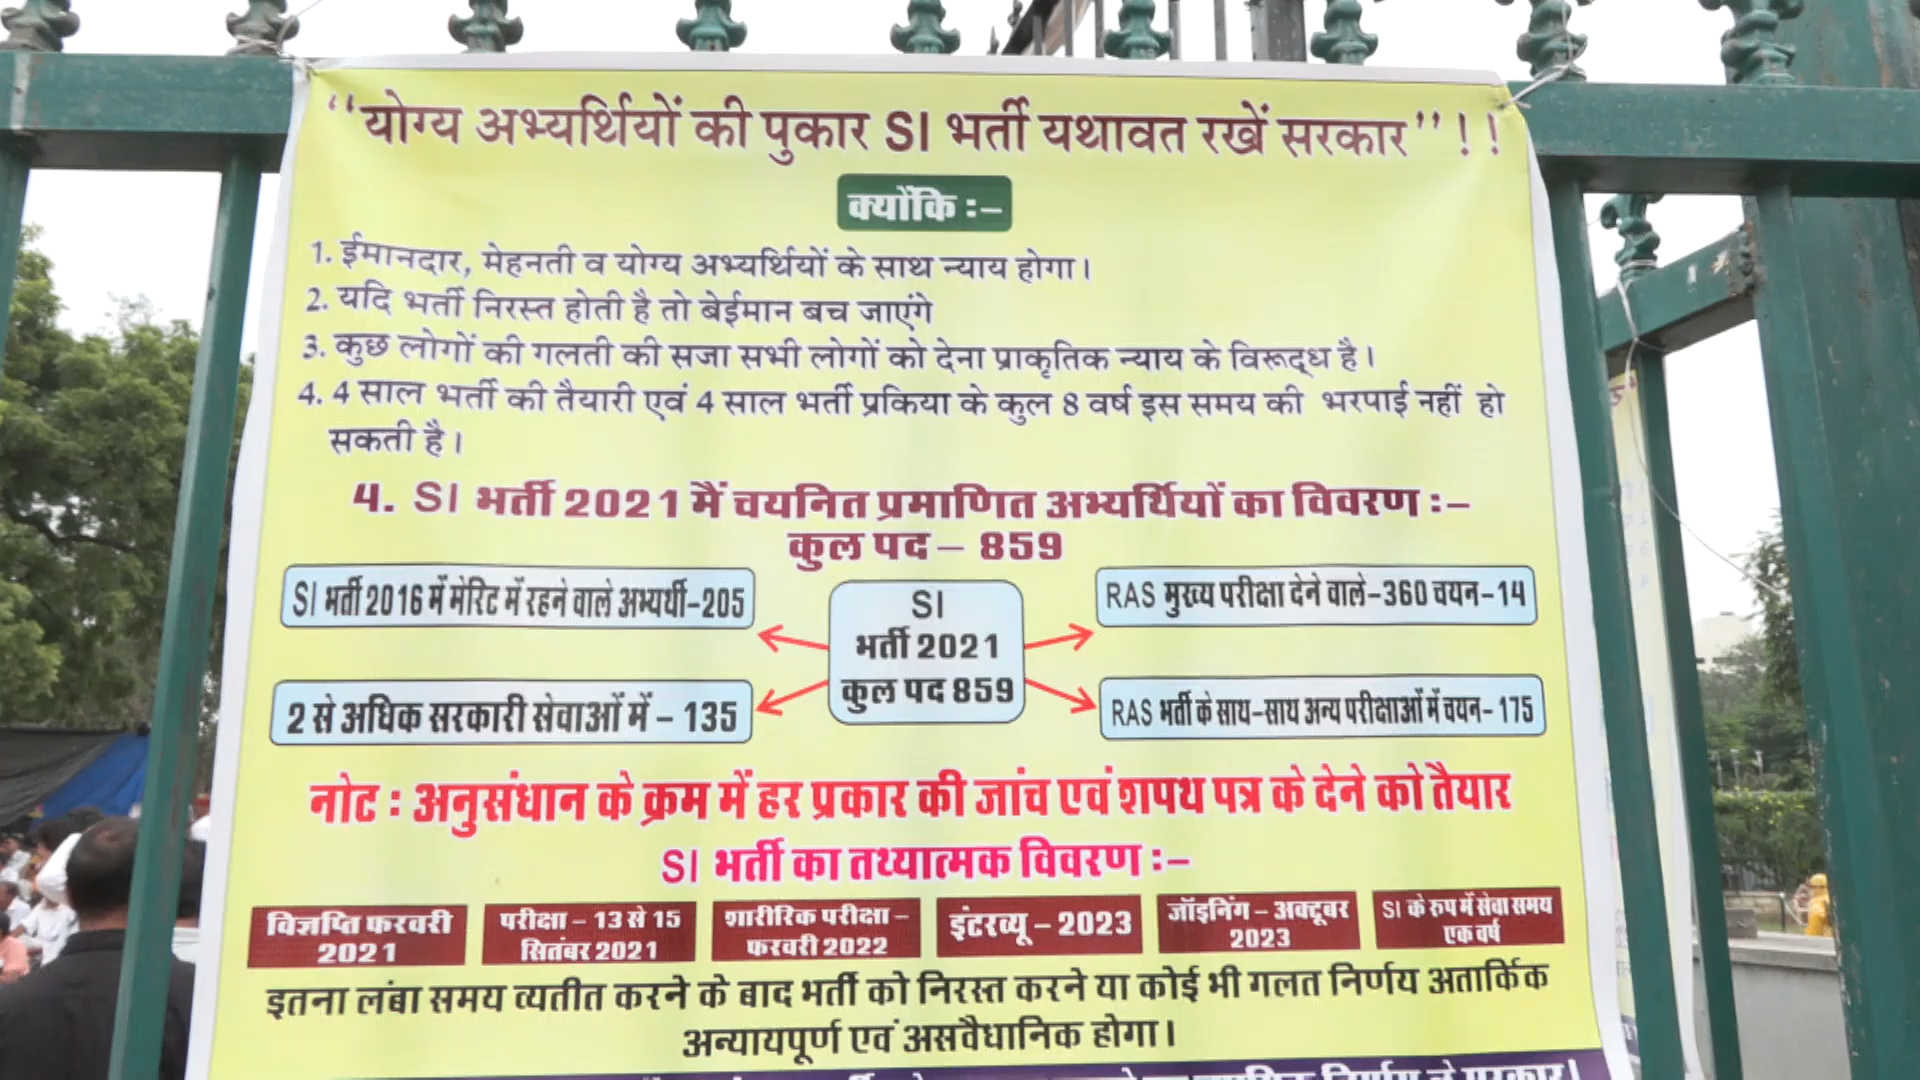 “योग्य अभ्यर्थियों की पुकार SI भर्ती यथावत रखें सरकार”!!
क्योंकि :–
1. ईमानदार, मेहनती व योग्य अभ्यर्थियों के साथ न्याय होगा।
2. यदि भर्ती निरस्त होती है तो बेईमान बच जाएंगे
3. कुछ लोगों की गलती की सजा सभी लोगों को देना प्राकृतिक न्याय के विरूद्ध है।
4. 4 साल भर्ती की तैयारी एवं 4 साल भर्ती प्रकिया के कुल 8 वर्ष इस समय की भरपाई नहीं हो
सकती है।
4. SI भर्ती 2021 में चयनित प्रमाणित अभ्यर्थियों का विवरण :–
कुल पद – 859
SI भर्ती 2016 में मेरिट में रहने वाले अभ्यर्थी-205
2 से अधिक सरकारी सेवाओं में – 135
SI
भर्ती 2021
कुल पद 859
RAS मुख्य परीक्षा देने वाले-360 चयन-14
RAS भर्ती के साथ-साथ अन्य परीक्षाओं में चयन- 175
नोट : अनुसंधान के क्रम में हर प्रकार की जांच एवं शपथ पत्र के देने को तैयार
SI भर्ती का तथ्यात्मक विवरण :–
विज्ञप्ति फरवरी
2021
परीक्षा – 13 से 15
सितंबर 2021
शारीरिक परीक्षा –
फरवरी 2022
इंटरव्यू – 2023
जॉइनिंग – अक्टूबर
2023
SI के रुप में सेवा समय
एक वर्ष
इतना लंबा समय व्यतीत करने के बाद भर्ती को निरस्त करने या कोई भी गलत निर्णय अतार्किक
अन्यायपूर्ण एवं असवैधानिक होगा।